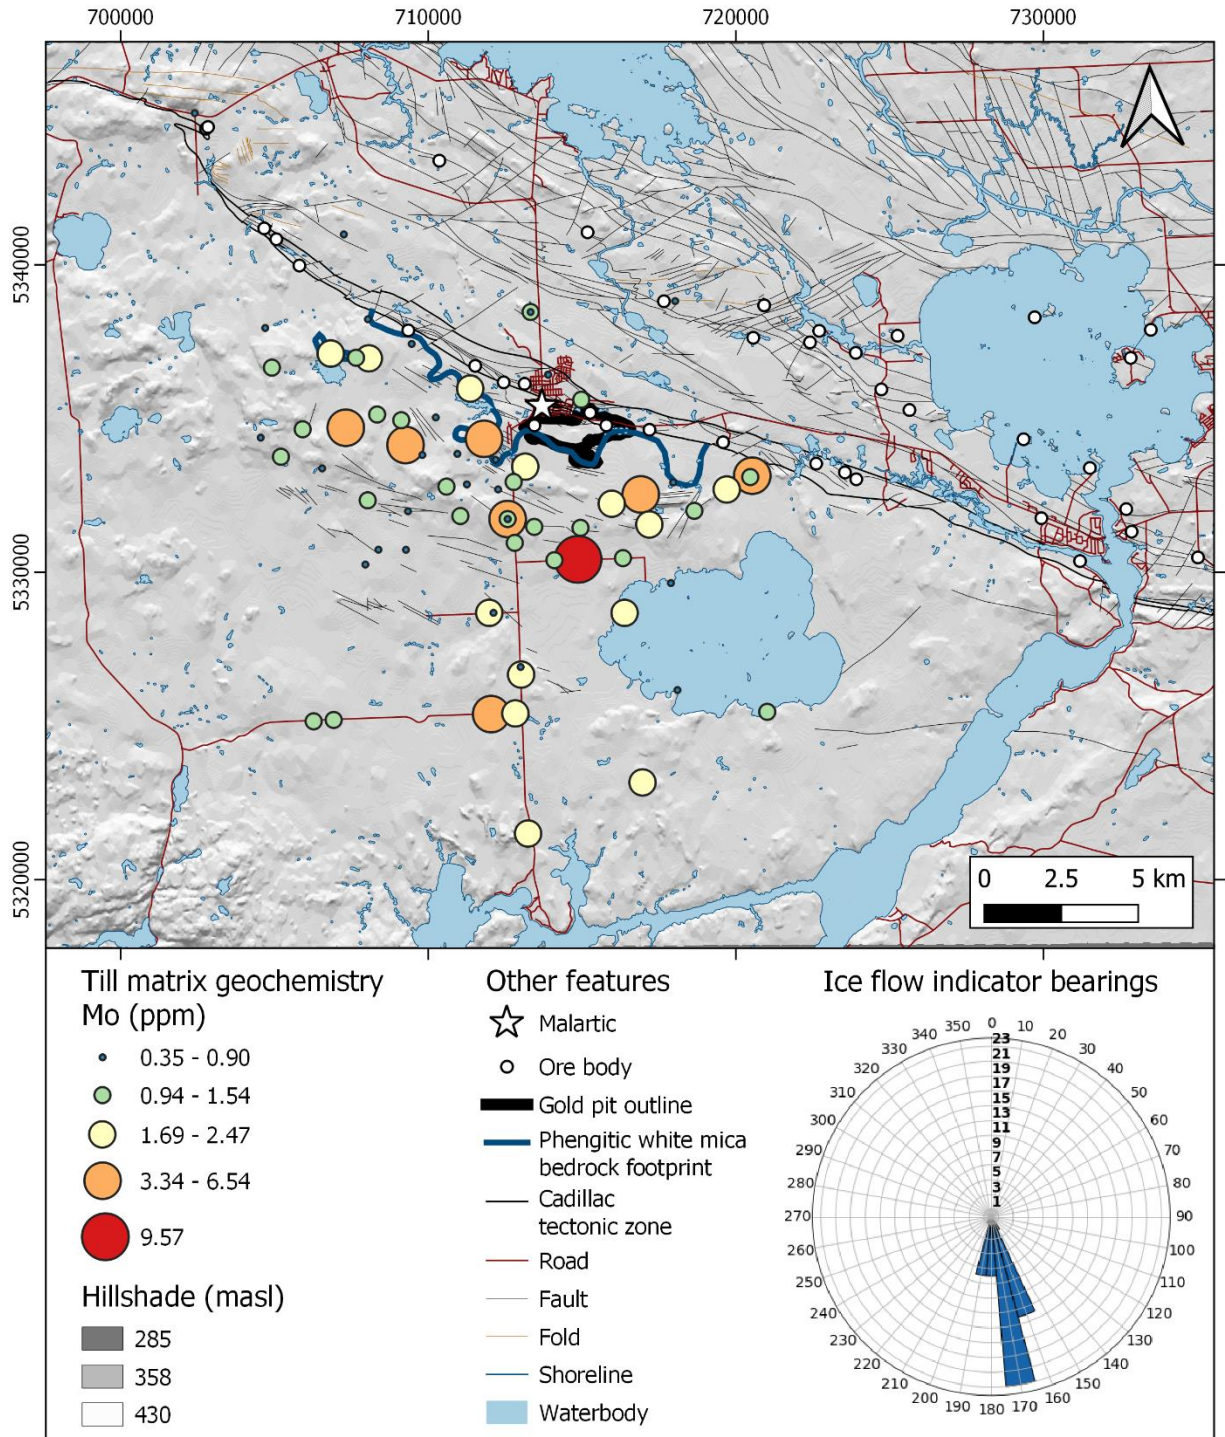 700000
710000
720000
730000
5340000
5330000
5320000
0
2.5
5 km
Till matrix geochemistry
Mo (ppm)
0.35 - 0.90
0.94 - 1.54
1.69 - 2.47
3.34 - 6.54
9.57
Hillshade (masl)
285
358
430
Other features
Malartic
Ore body
Gold pit outline
Phengitic white mica
bedrock footprint
Cadillac
tectonic zone
Road
Fault
Fold
Shoreline
Waterbody
Ice flow indicator bearings
0
10
20
30
40
50
60
70
80
90
100
110
120
130
140
150
160
170
180
190
200
210
220
230
240
250
260
270
280
290
300
310
320
330
340
350
23
21
19
17
15
13
11
9
7
5
3
1